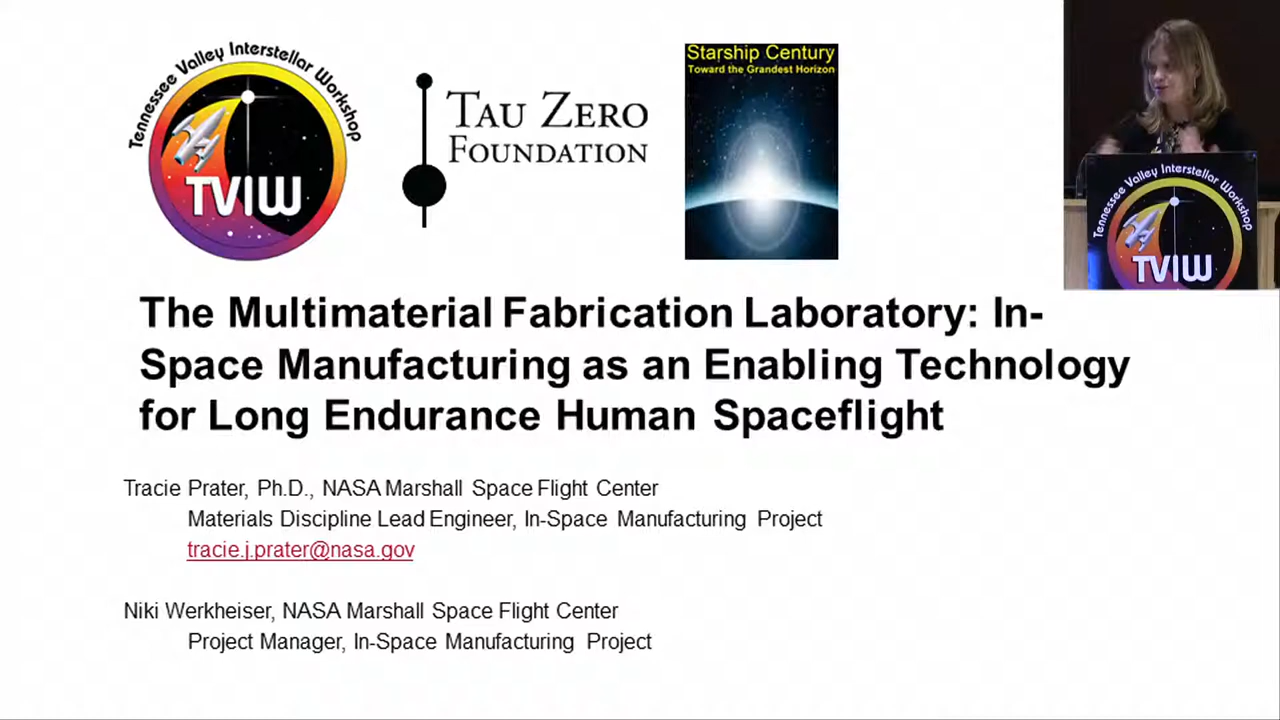 Tennessee Valley Interstellar Workshop
TVIW
TAU ZERO
FOUNDATION
Starship Century
Toward the Grandest Horizon
Tennessee Valley Interstellar Workshop
TVIW
The Multimaterial Fabrication Laboratory: In-
Space Manufacturing as an Enabling Technology
for Long Endurance Human Spaceflight
Tracie Prater, Ph.D., NASA Marshall Space Flight Center
Materials Discipline Lead Engineer, In-Space Manufacturing Project
tracie.j.prater@nasa.gov
Niki Werkheiser, NASA Marshall Space Flight Center
Project Manager, In-Space Manufacturing Project